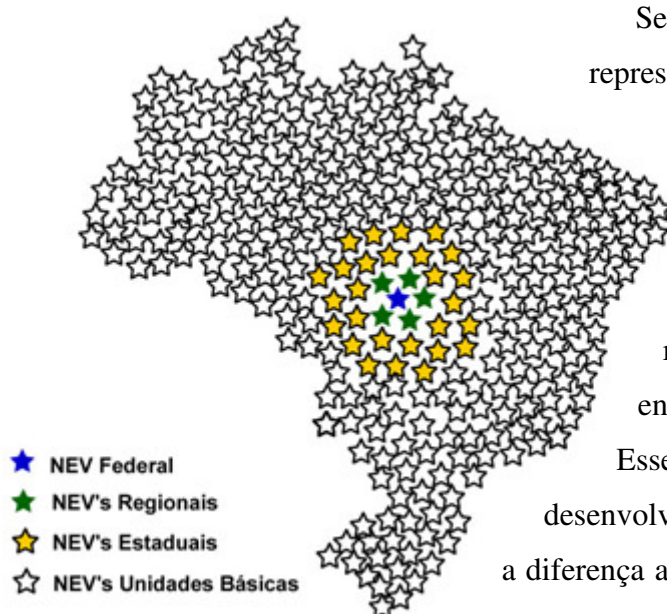 Se
repres
r
en
Esse
desenvolv
a diferença a
NEV Federal
NEV's Regionais
NEV's Estaduais
NEV's Unidades Básicas